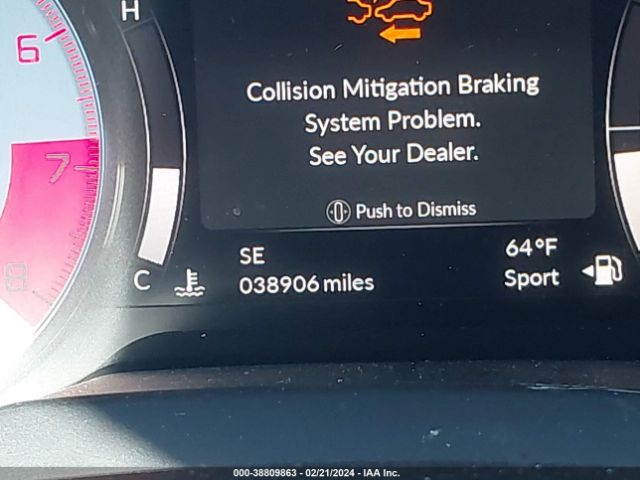 H
6
7
8
Collision Mitigation Braking
System Problem.
See Your Dealer.
Push to Dismiss
C
SE
64°F
038906 miles
Sport
000-38809863 - 02/21/2024 - IAA Inc.